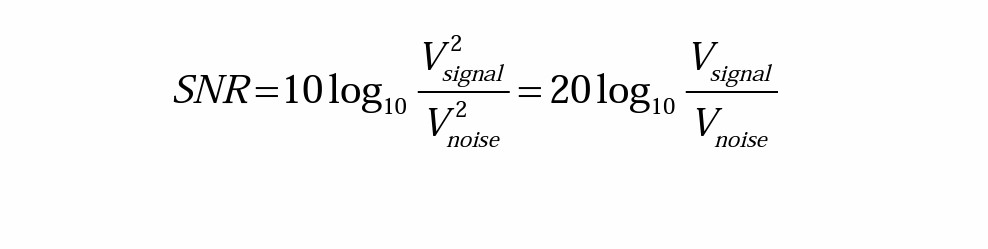 SNR = 10 log₁₀ V²signal / V²noise = 20 log₁₀ Vsignal / Vnoise